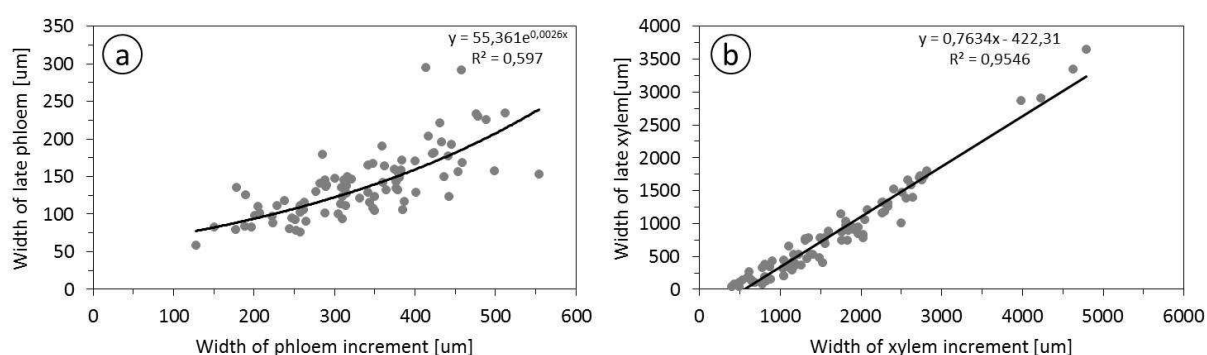 a
y = 55,361e^0,0026x
R² = 0,597
Width of late phloem [um]
350
300
250
200
150
100
50
0
0 100 200 300 400 500 600
Width of phloem increment [um]
b
y = 0,7634x - 422,31
R² = 0,9546
Width of late xylem[um]
4000
3500
3000
2500
2000
1500
1000
500
0
0 1000 2000 3000 4000 5000 6000
Width of xylem increment [um]